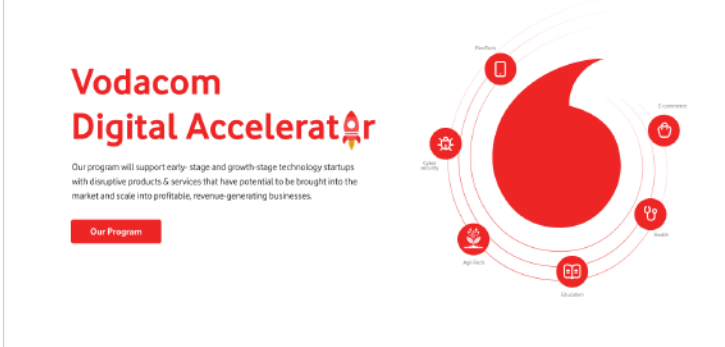 Vodacom
Digital Accelerator
Our program will support early- stage and growth-stage technology startups
with disruptive products & services that have potential to be brought into the
market and scale into profitable, revenue-generating businesses.
Our Program
E-commerce
Cyber
security
Health
Agri-Tech
Education